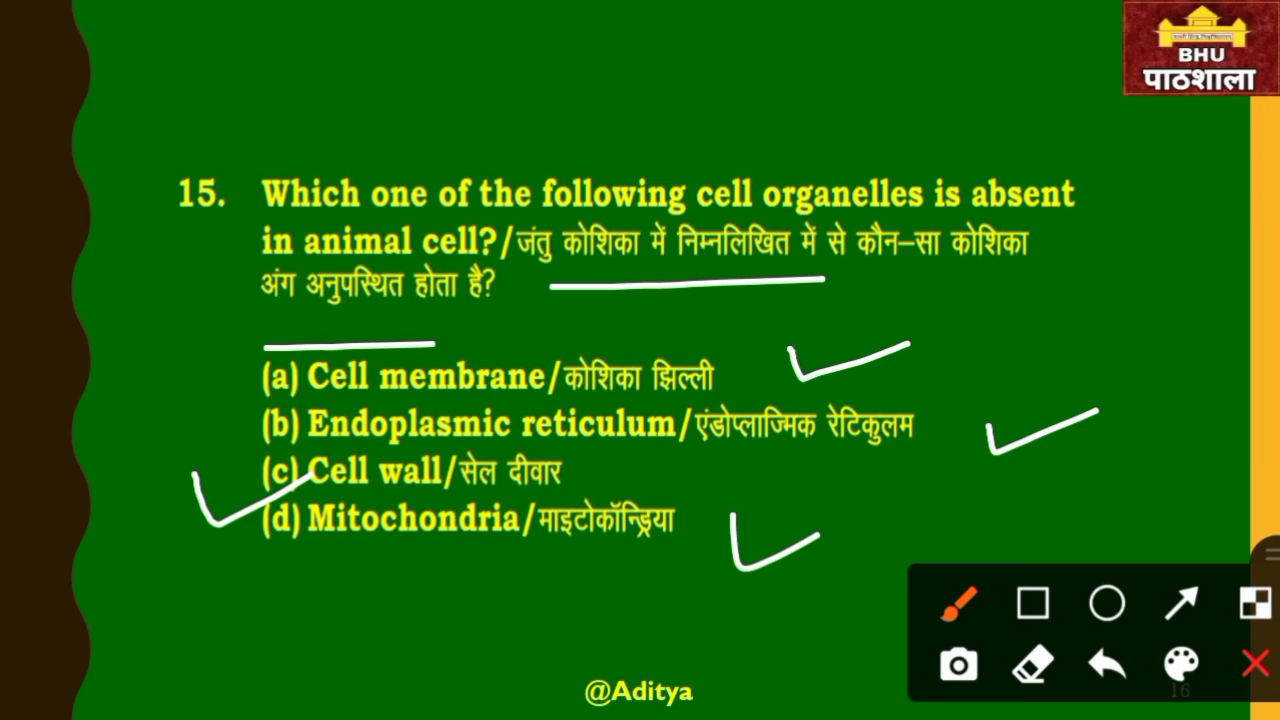 BHU
पाठशाला
15. Which one of the following cell organelles is absent
in animal cell?/जंतु कोशिका में निम्नलिखित में से कौन–सा कोशिका
अंग अनुपस्थित होता है?
(a) Cell membrane/कोशिका झिल्ली
(b) Endoplasmic reticulum/एंडोप्लाज्मिक रेटिकुलम
(c) Cell wall/सेल दीवार
(d) Mitochondria/माइटोकॉन्ड्रिया
@Aditya
16